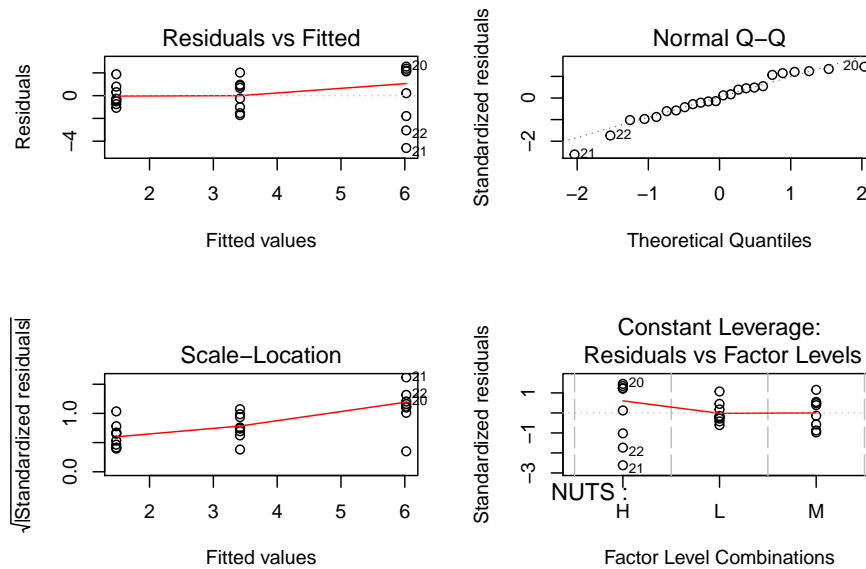 Residuals vs Fitted
Residuals
0
−4
20
22
21
2 3 4 5 6
Fitted values
Normal Q−Q
Standardized residuals
0
−2
20
22
21
−2 −1 0 1 2
Theoretical Quantiles
Scale−Location
√|Standardized residuals|
1.0
0.0
21
22
20
2 3 4 5 6
Fitted values
Constant Leverage:
Residuals vs Factor Levels
Standardized residuals
1
−1
−3
20
22
21
NUTS :
H L M
Factor Level Combinations